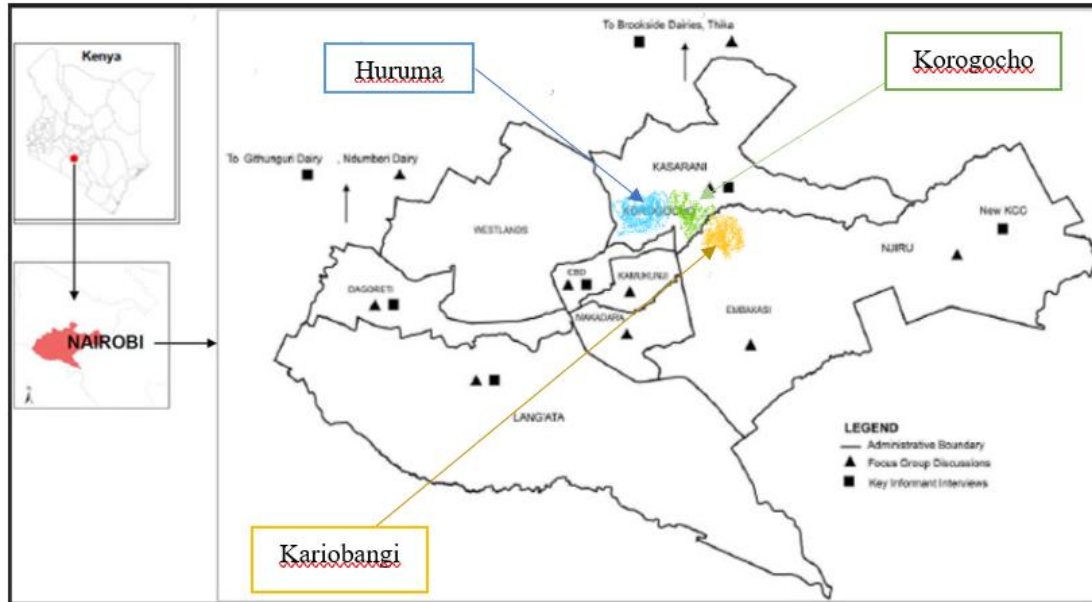 Kenya
NAIROBI
N
To Brookside Dairies, Thika
Huruma
Korogocho
To Githunguri Dairy , Ndumberi Dairy
KASARANI
KOROGOCHO
WESTLANDS
New KCC
NJIRU
DAGORETI
CBD
KAMUKUNJI
MAKADARA
EMBAKASI
LANG'ATA
LEGEND
Administrative Boundary
Focus Group Discussions
Key Informant Interviews
Kariobangi